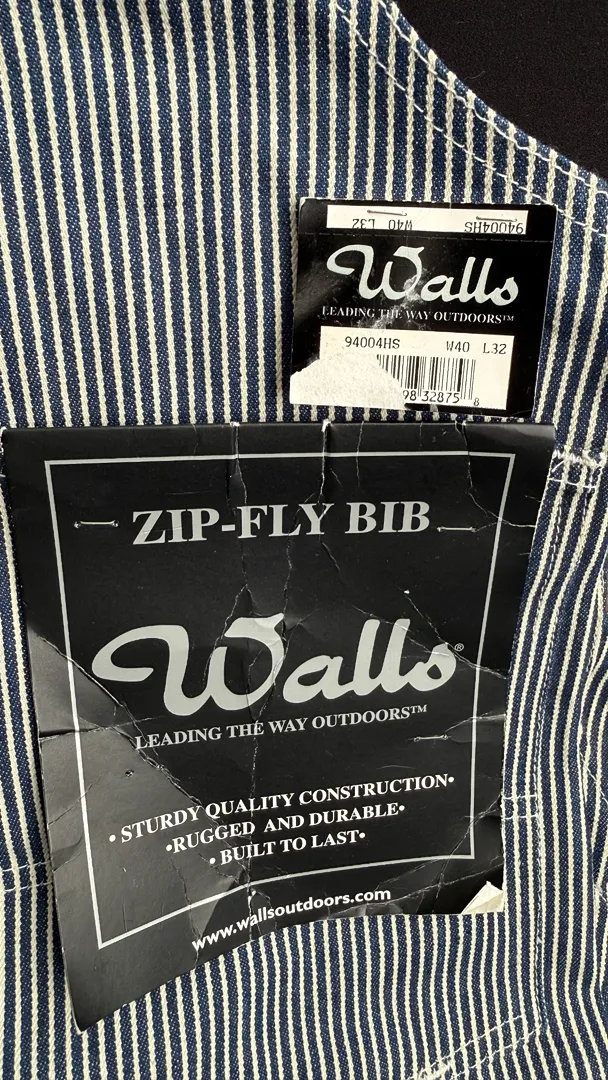 94004HS W40 L32
Walls
LEADING THE WAY OUTDOORS™
94004HS W40 L32
98 32875 8
ZIP-FLY BIB
Walls®
LEADING THE WAY OUTDOORS™
• STURDY QUALITY CONSTRUCTION•
•RUGGED AND DURABLE•
• BUILT TO LAST•
www.wallsoutdoors.com